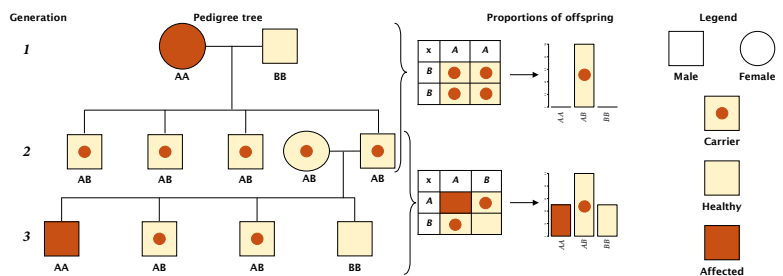 Generation
Pedigree tree
Proportions of offspring
Legend
1
AA
BB
x A A
B
B
AA AB BB
Male
Female
2
AB
AB
AB
AB
AB
Carrier
x A B
A
B
AA AB BB
Healthy
3
AA
AB
AB
BB
Affected